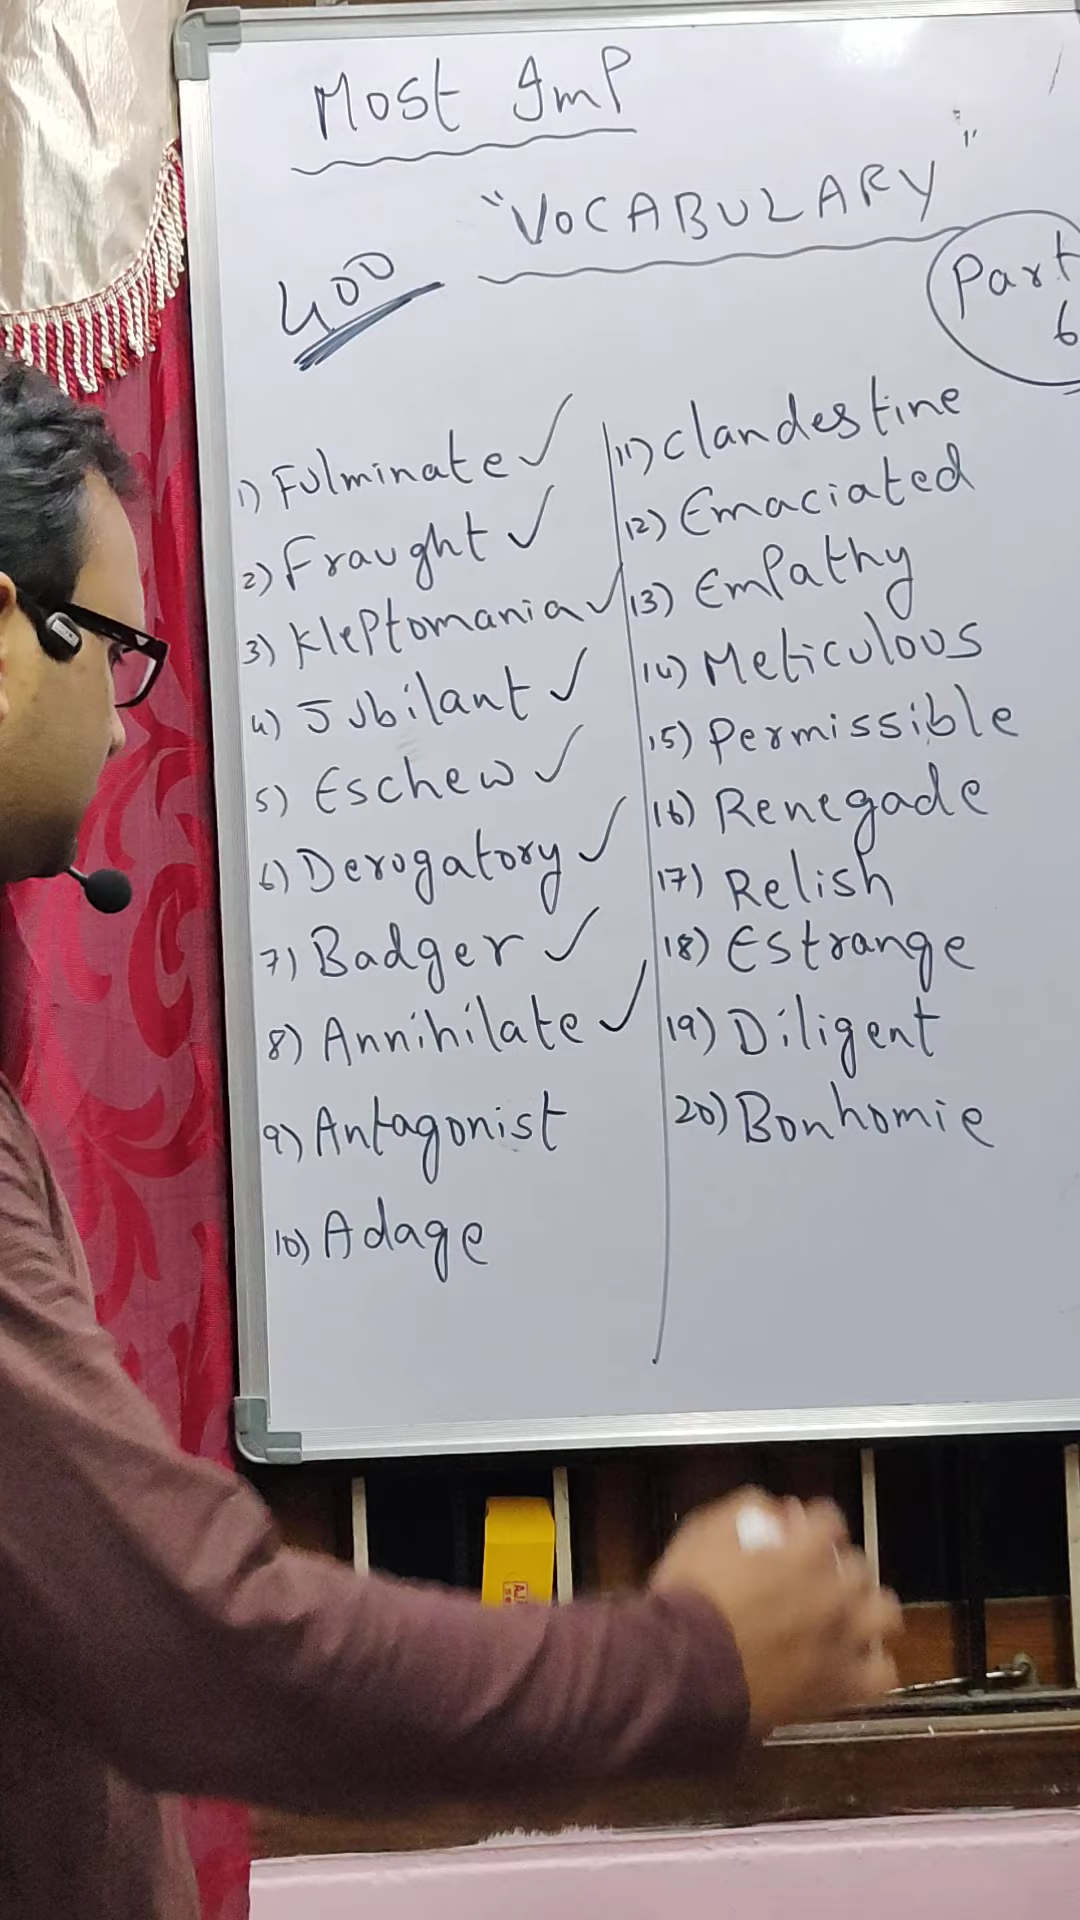 Most Imp
"VOCABULARY"
400
Part
6
1) Fulminate ✓
2) Fraught ✓
3) Kleptomania ✓
4) Jubilant ✓
5) Eschew ✓
6) Derogatory ✓
7) Badger ✓
8) Annihilate ✓
9) Antagonist
10) Adage
11) Clandestine
12) Emaciated
13) Empathy
14) Meticulous
15) Permissible
16) Renegade
17) Relish
18) Estrange
19) Diligent
20) Bonhomie